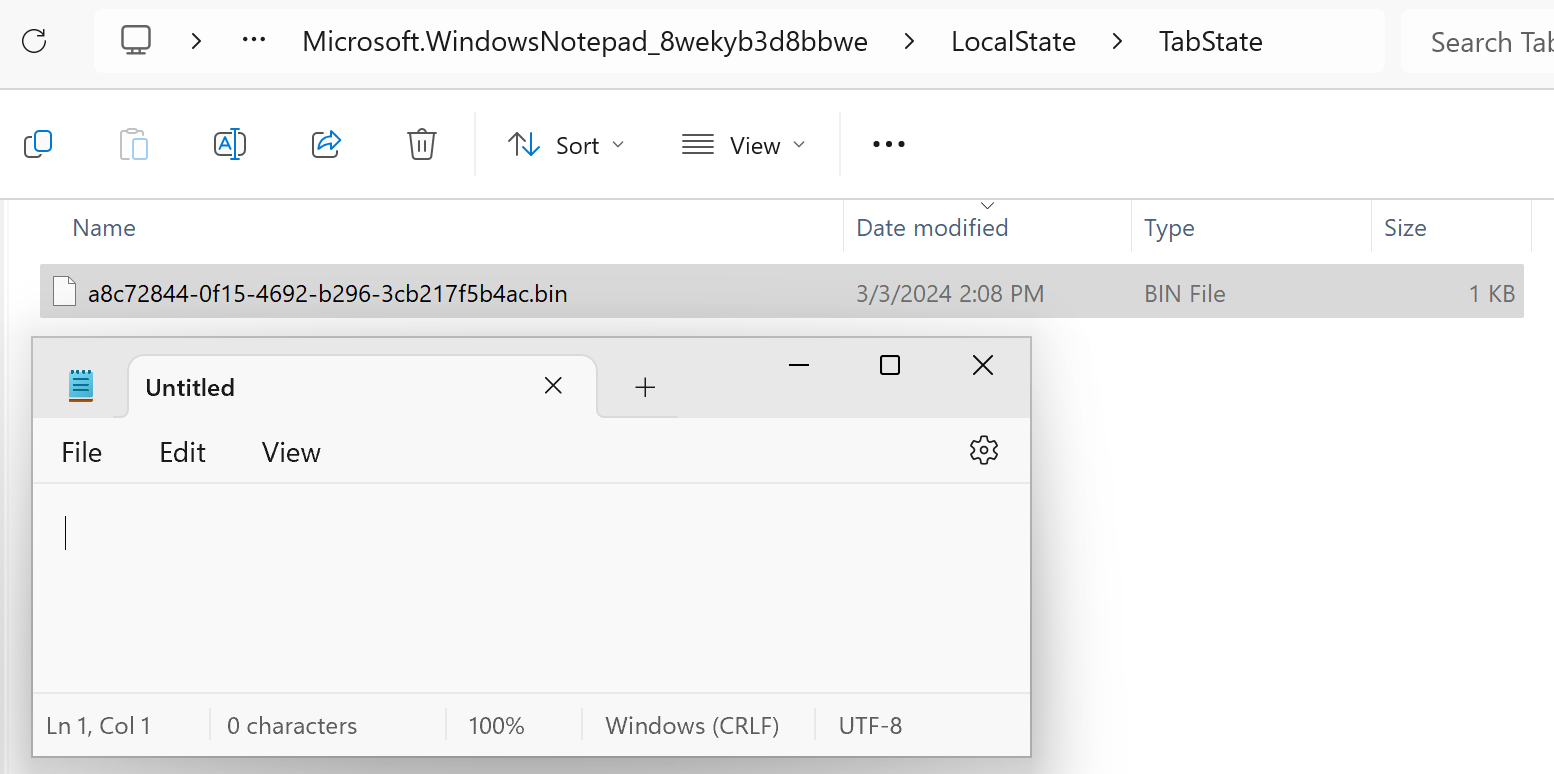 Microsoft.WindowsNotepad_8wekyb3d8bbwe > LocalState > TabState Search Tab
Sort View •••
Name Date modified Type Size
a8c72844-0f15-4692-b296-3cb217f5b4ac.bin 3/3/2024 2:08 PM BIN File 1 KB
Untitled
File Edit View
Ln 1, Col 1 0 characters 100% Windows (CRLF) UTF-8